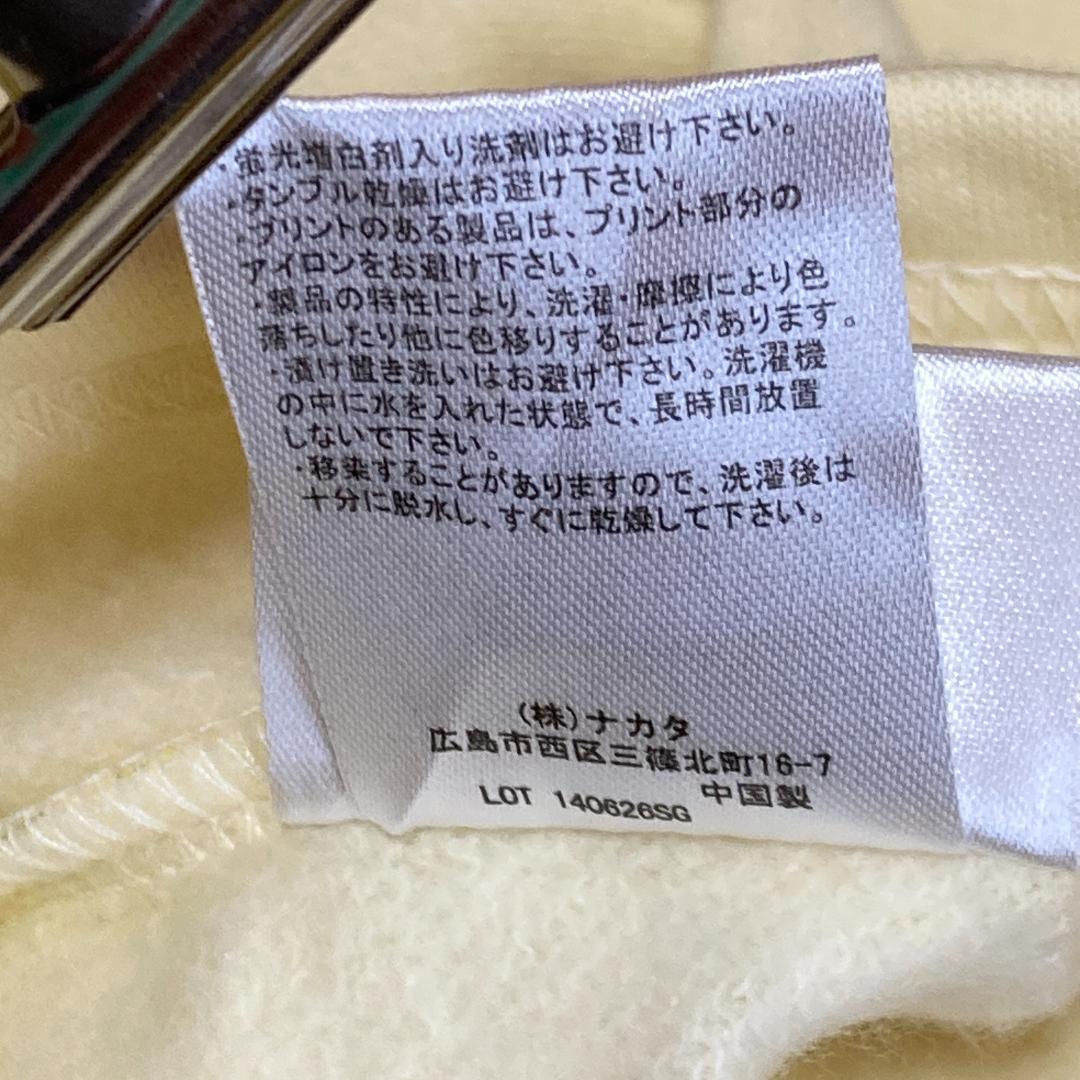 ・蛍光増白剤入り洗剤はお避け下さい。
・タンブル乾燥はお避け下さい。
・プリントのある製品は、プリント部分の
アイロンをお避け下さい。
・製品の特性により、洗濯・摩擦により色
落ちしたり他に色移りすることがあります。
・漬け置き洗いはお避け下さい。洗濯機
の中に水を入れた状態で、長時間放置
しないで下さい。
・移染することがありますので、洗濯後は
十分に脱水し、すぐに乾燥して下さい。
(株)ナカタ
広島市西区三篠北町16-7
中国製
LOT 140626SG